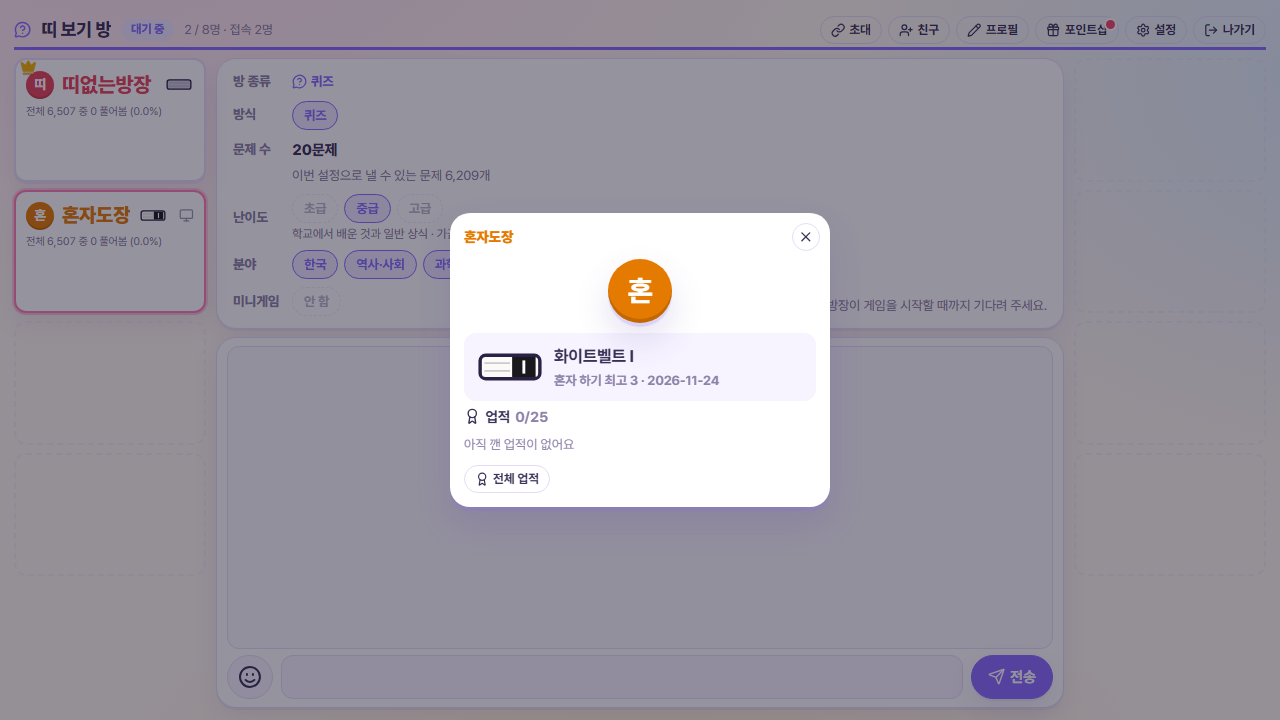 띠 보기 방 대기 중 2 / 8명 · 접속 2명 초대 친구 프로필 포인트샵 설정 나가기
띠 띠없는방장
전체 6,507 중 0 풀어봄 (0.0%)
혼 혼자도장
전체 6,507 중 0 풀어봄 (0.0%)
방 종류 퀴즈
방식 퀴즈
문제 수 20문제
이번 설정으로 낼 수 있는 문제 6,209개
난이도 초급 중급 고급
학교에서 배운 것과 일반 상식 ·
분야 한국 역사·사회
미니게임 안 함
방장이 게임을 시작할 때까지 기다려 주세요.
혼자도장
혼
화이트벨트 I
혼자 하기 최고 3 · 2026-11-24
업적 0/25
아직 깬 업적이 없어요
전체 업적
전송